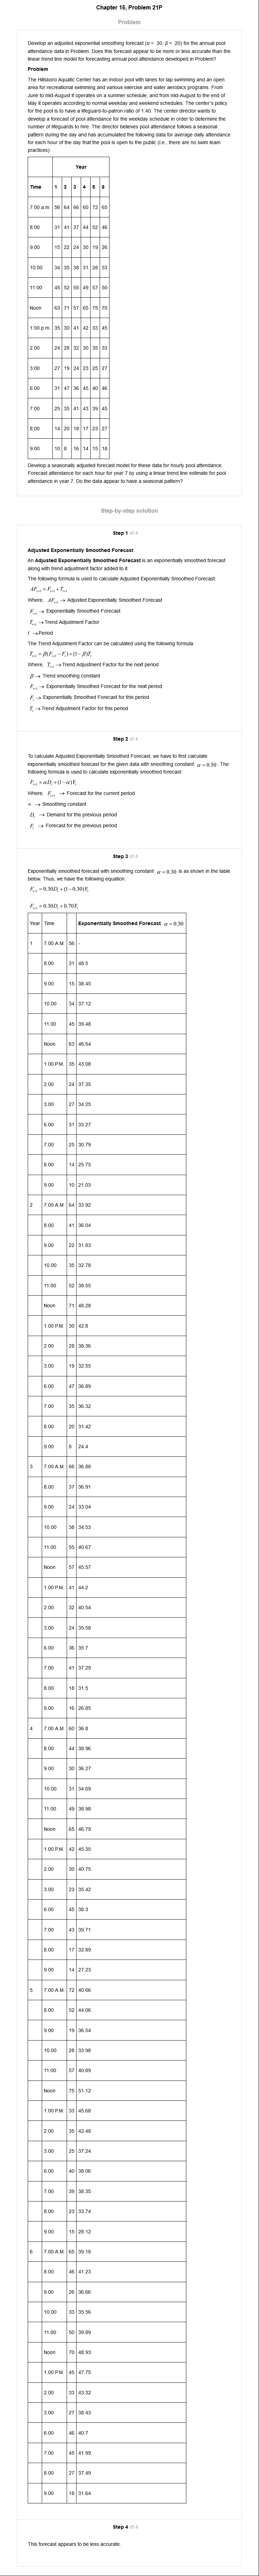 Chapter 15, Problem 21P
Problem
Develop an adjusted exponential smoothing forecast (α = .30, β = .20) for the annual pool
attendance data in Problem. Does this forecast appear to be more or less accurate than the
linear trend line model for forecasting annual pool attendance developed in Problem?
Problem
The Hillsboro Aquatic Center has an indoor pool with lanes for lap swimming and an open
area for recreational swimming and various exercise and water aerobics programs. From
June to mid-August it operates on a summer schedule, and from mid-August to the end of
May it operates according to normal weekday and weekend schedules. The center's policy
for the pool is to have a lifeguard-to-patron ratio of 1:40. The center director wants to
develop a forecast of pool attendance for the weekday schedule in order to determine the
number of lifeguards to hire. The director believes pool attendance follows a seasonal
pattern during the day and has accumulated the following data for average daily attendance
for each hour of the day that the pool is open to the public (i.e., there are no swim team
practices).
Year
Time 1 2 3 4 5 6
7:00 a.m. 56 64 66 60 72 65
8:00 31 41 37 44 52 46
9:00 15 22 24 30 19 26
10:00 34 35 38 31 28 33
11:00 45 52 55 49 57 50
Noon 63 71 57 65 75 70
1:00 p.m. 35 30 41 42 33 45
2:00 24 28 32 30 35 33
3:00 27 19 24 23 25 27
6:00 31 47 36 45 40 46
7:00 25 35 41 43 39 45
8:00 14 20 18 17 23 27
9:00 10 8 16 14 15 18
Develop a seasonally adjusted forecast model for these data for hourly pool attendance.
Forecast attendance for each hour for year 7 by using a linear trend line estimate for pool
attendance in year 7. Do the data appear to have a seasonal pattern?
Step-by-step solution
Step 1 of 4
Adjusted Exponentially Smoothed Forecast
An Adjusted Exponentially Smoothed Forecast is an exponentially smoothed forecast
along with trend adjustment factor added to it
The following formula is used to calculate Adjusted Exponentially Smoothed Forecast:
AFₜ₊₁ = Fₜ₊₁ + Tₜ₊₁
Where, AFₜ₊₁ → Adjusted Exponentially Smoothed Forecast
Fₜ₊₁ → Exponentially Smoothed Forecast
Tₜ₊₁ → Trend Adjustment Factor
t → Period
The Trend Adjustment Factor can be calculated using the following formula:
Tₜ₊₁ = β(Fₜ₊₁ − Fₜ) + (1 − β)Tₜ
Where, Tₜ₊₁ → Trend Adjustment Factor for the next period
β → Trend smoothing constant
Fₜ₊₁ → Exponentially Smoothed Forecast for the next period
Fₜ → Exponentially Smoothed Forecast for this period
Tₜ → Trend Adjustment Factor for this period
Step 2 of 4
To calculate Adjusted Exponentially Smoothed Forecast, we have to first calculate
exponentially smoothed forecast for the given data with smoothing constant, α = 0.50. The
following formula is used to calculate exponentially smoothed forecast:
Fₜ₊₁ = αDₜ + (1 − α)Yₜ
Where, Fₜ₊₁ → Forecast for the current period
∝ → Smoothing constant
Dₜ → Demand for the previous period
Fₜ → Forecast for the previous period
Step 3 of 4
Exponentially smoothed forecast with smoothing constant α = 0.30 is as shown in the table
below. Thus, we have the following equation:
Fₜ₊₁ = 0.30Dₜ + (1 − 0.30)Yₜ
Fₜ₊₁ = 0.30Dₜ + 0.70Yₜ
Year Time Exponentially Smoothed Forecast α = 0.30
1 7.00 A.M. 56 -
8.00 31 48.5
9.00 15 38.45
10.00 34 37.12
11.00 45 39.48
Noon 63 46.54
1.00 P.M. 35 43.08
2.00 24 37.35
3.00 27 34.25
6.00 31 33.27
7.00 25 30.79
8.00 14 25.75
9.00 10 21.03
2 7.00 A.M. 64 33.92
8.00 41 36.04
9.00 22 31.83
10.00 35 32.78
11.00 52 38.55
Noon 71 48.28
1.00 P.M. 30 42.8
2.00 28 38.36
3.00 19 32.55
6.00 47 36.89
7.00 35 36.32
8.00 20 31.42
9.00 8 24.4
3 7.00 A.M. 66 36.88
8.00 37 36.91
9.00 24 33.04
10.00 38 34.53
11.00 55 40.67
Noon 57 45.57
1.00 P.M. 41 44.2
2.00 32 40.54
3.00 24 35.58
6.00 36 35.7
7.00 41 37.29
8.00 18 31.5
9.00 16 26.85
4 7.00 A.M. 60 36.8
8.00 44 38.96
9.00 30 36.27
10.00 31 34.69
11.00 49 38.98
Noon 65 46.79
1.00 P.M. 42 45.35
2.00 30 40.75
3.00 23 35.42
6.00 45 38.3
7.00 43 39.71
8.00 17 32.89
9.00 14 27.23
5 7.00 A.M. 72 40.66
8.00 52 44.06
9.00 19 36.54
10.00 28 33.98
11.00 57 40.89
Noon 75 51.12
1.00 P.M. 33 45.68
2.00 35 42.48
3.00 25 37.24
6.00 40 38.06
7.00 39 38.35
8.00 23 33.74
9.00 15 28.12
6 7.00 A.M. 65 39.18
8.00 46 41.23
9.00 26 36.66
10.00 33 35.56
11.00 50 39.89
Noon 70 48.93
1.00 P.M. 45 47.75
2.00 33 43.32
3.00 27 38.43
6.00 46 40.7
7.00 45 41.99
8.00 27 37.49
9.00 18 31.64
Step 4 of 4
This forecast appears to be less accurate.